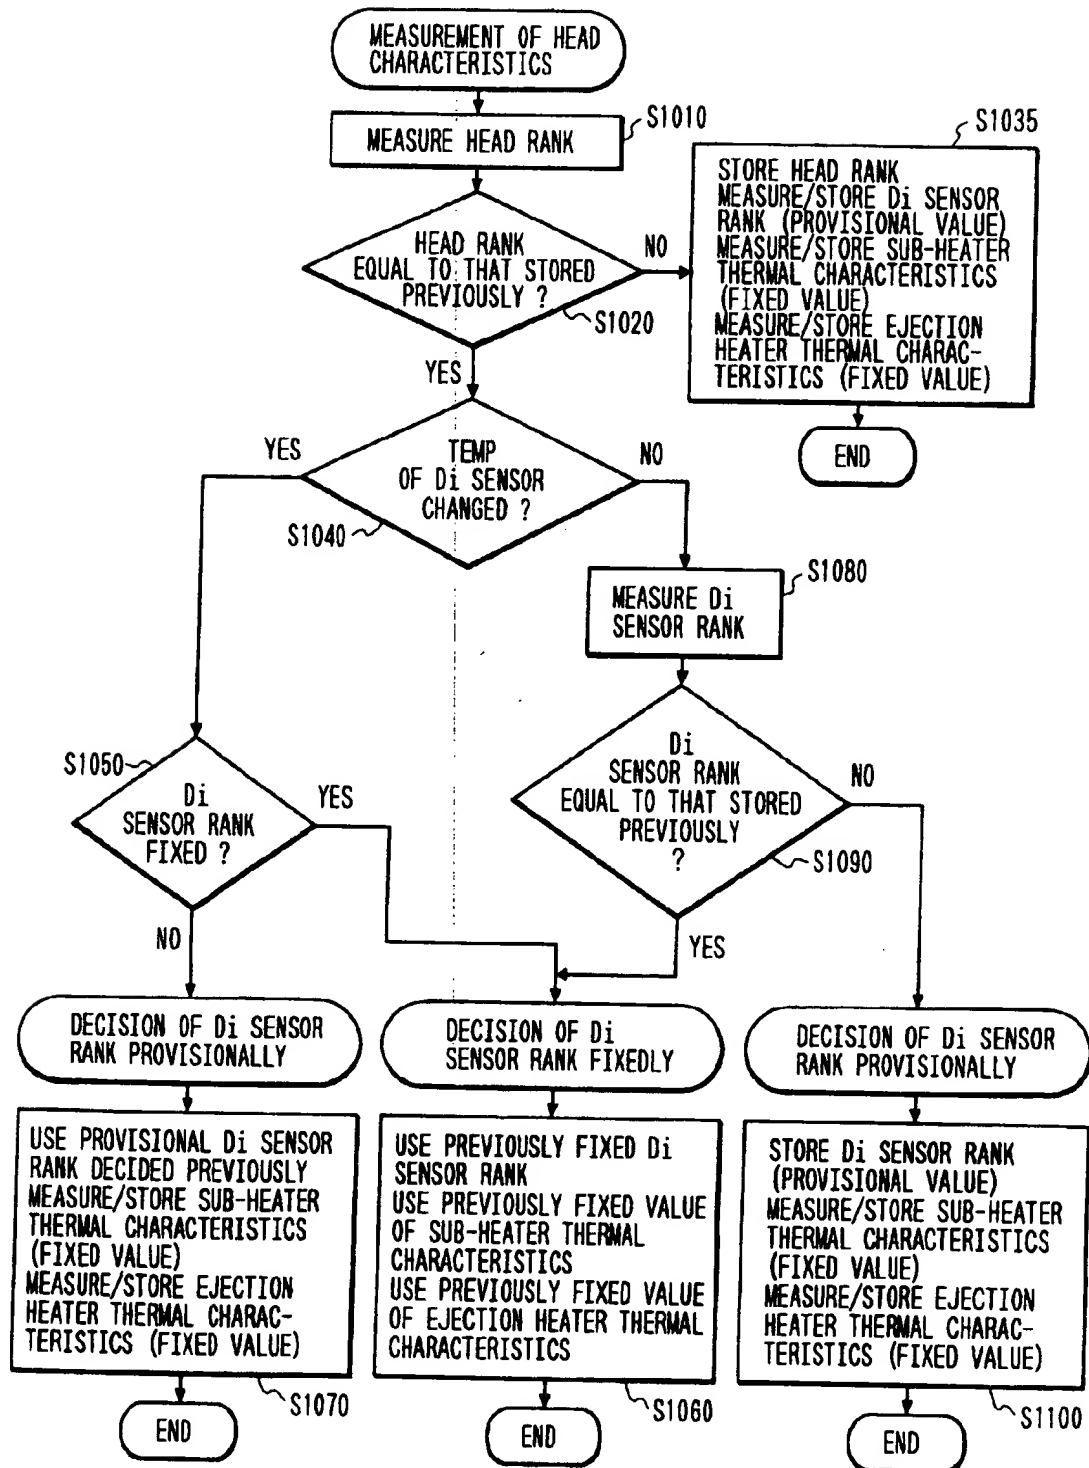 MEASUREMENT OF HEAD
CHARACTERISTICS
MEASURE HEAD RANK
S1010
S1035
STORE HEAD RANK
MEASURE/STORE Di SENSOR
RANK (PROVISIONAL VALUE)
MEASURE/STORE SUB-HEATER
THERMAL CHARACTERISTICS
(FIXED VALUE)
MEASURE/STORE EJECTION
HEATER THERMAL CHARAC-
TERISTICS (FIXED VALUE)
END
HEAD RANK
EQUAL TO THAT STORED
PREVIOUSLY ?
NO
S1020
YES
TEMP
OF Di SENSOR
CHANGED ?
YES
NO
S1040
S1080
MEASURE Di
SENSOR RANK
S1050
Di
SENSOR RANK
FIXED ?
YES
NO
Di
SENSOR RANK
EQUAL TO THAT STORED
PREVIOUSLY
?
NO
S1090
YES
DECISION OF Di SENSOR
RANK PROVISIONALLY
DECISION OF Di
SENSOR RANK FIXEDLY
DECISION OF Di SENSOR
RANK PROVISIONALLY
USE PROVISIONAL Di SENSOR
RANK DECIDED PREVIOUSLY
MEASURE/STORE SUB-HEATER
THERMAL CHARACTERISTICS
(FIXED VALUE)
MEASURE/STORE EJECTION
HEATER THERMAL CHARAC-
TERISTICS (FIXED VALUE)
S1070
END
USE PREVIOUSLY FIXED Di
SENSOR RANK
USE PREVIOUSLY FIXED VALUE
OF SUB-HEATER THERMAL
CHARACTERISTICS
USE PREVIOUSLY FIXED VALUE
OF EJECTION HEATER THERMAL
CHARACTERISTICS
S1060
END
STORE Di SENSOR RANK
(PROVISIONAL VALUE)
MEASURE/STORE SUB-HEATER
THERMAL CHARACTERISTICS
(FIXED VALUE)
MEASURE/STORE EJECTION
HEATER THERMAL CHARAC-
TERISTICS (FIXED VALUE)
S1100
END